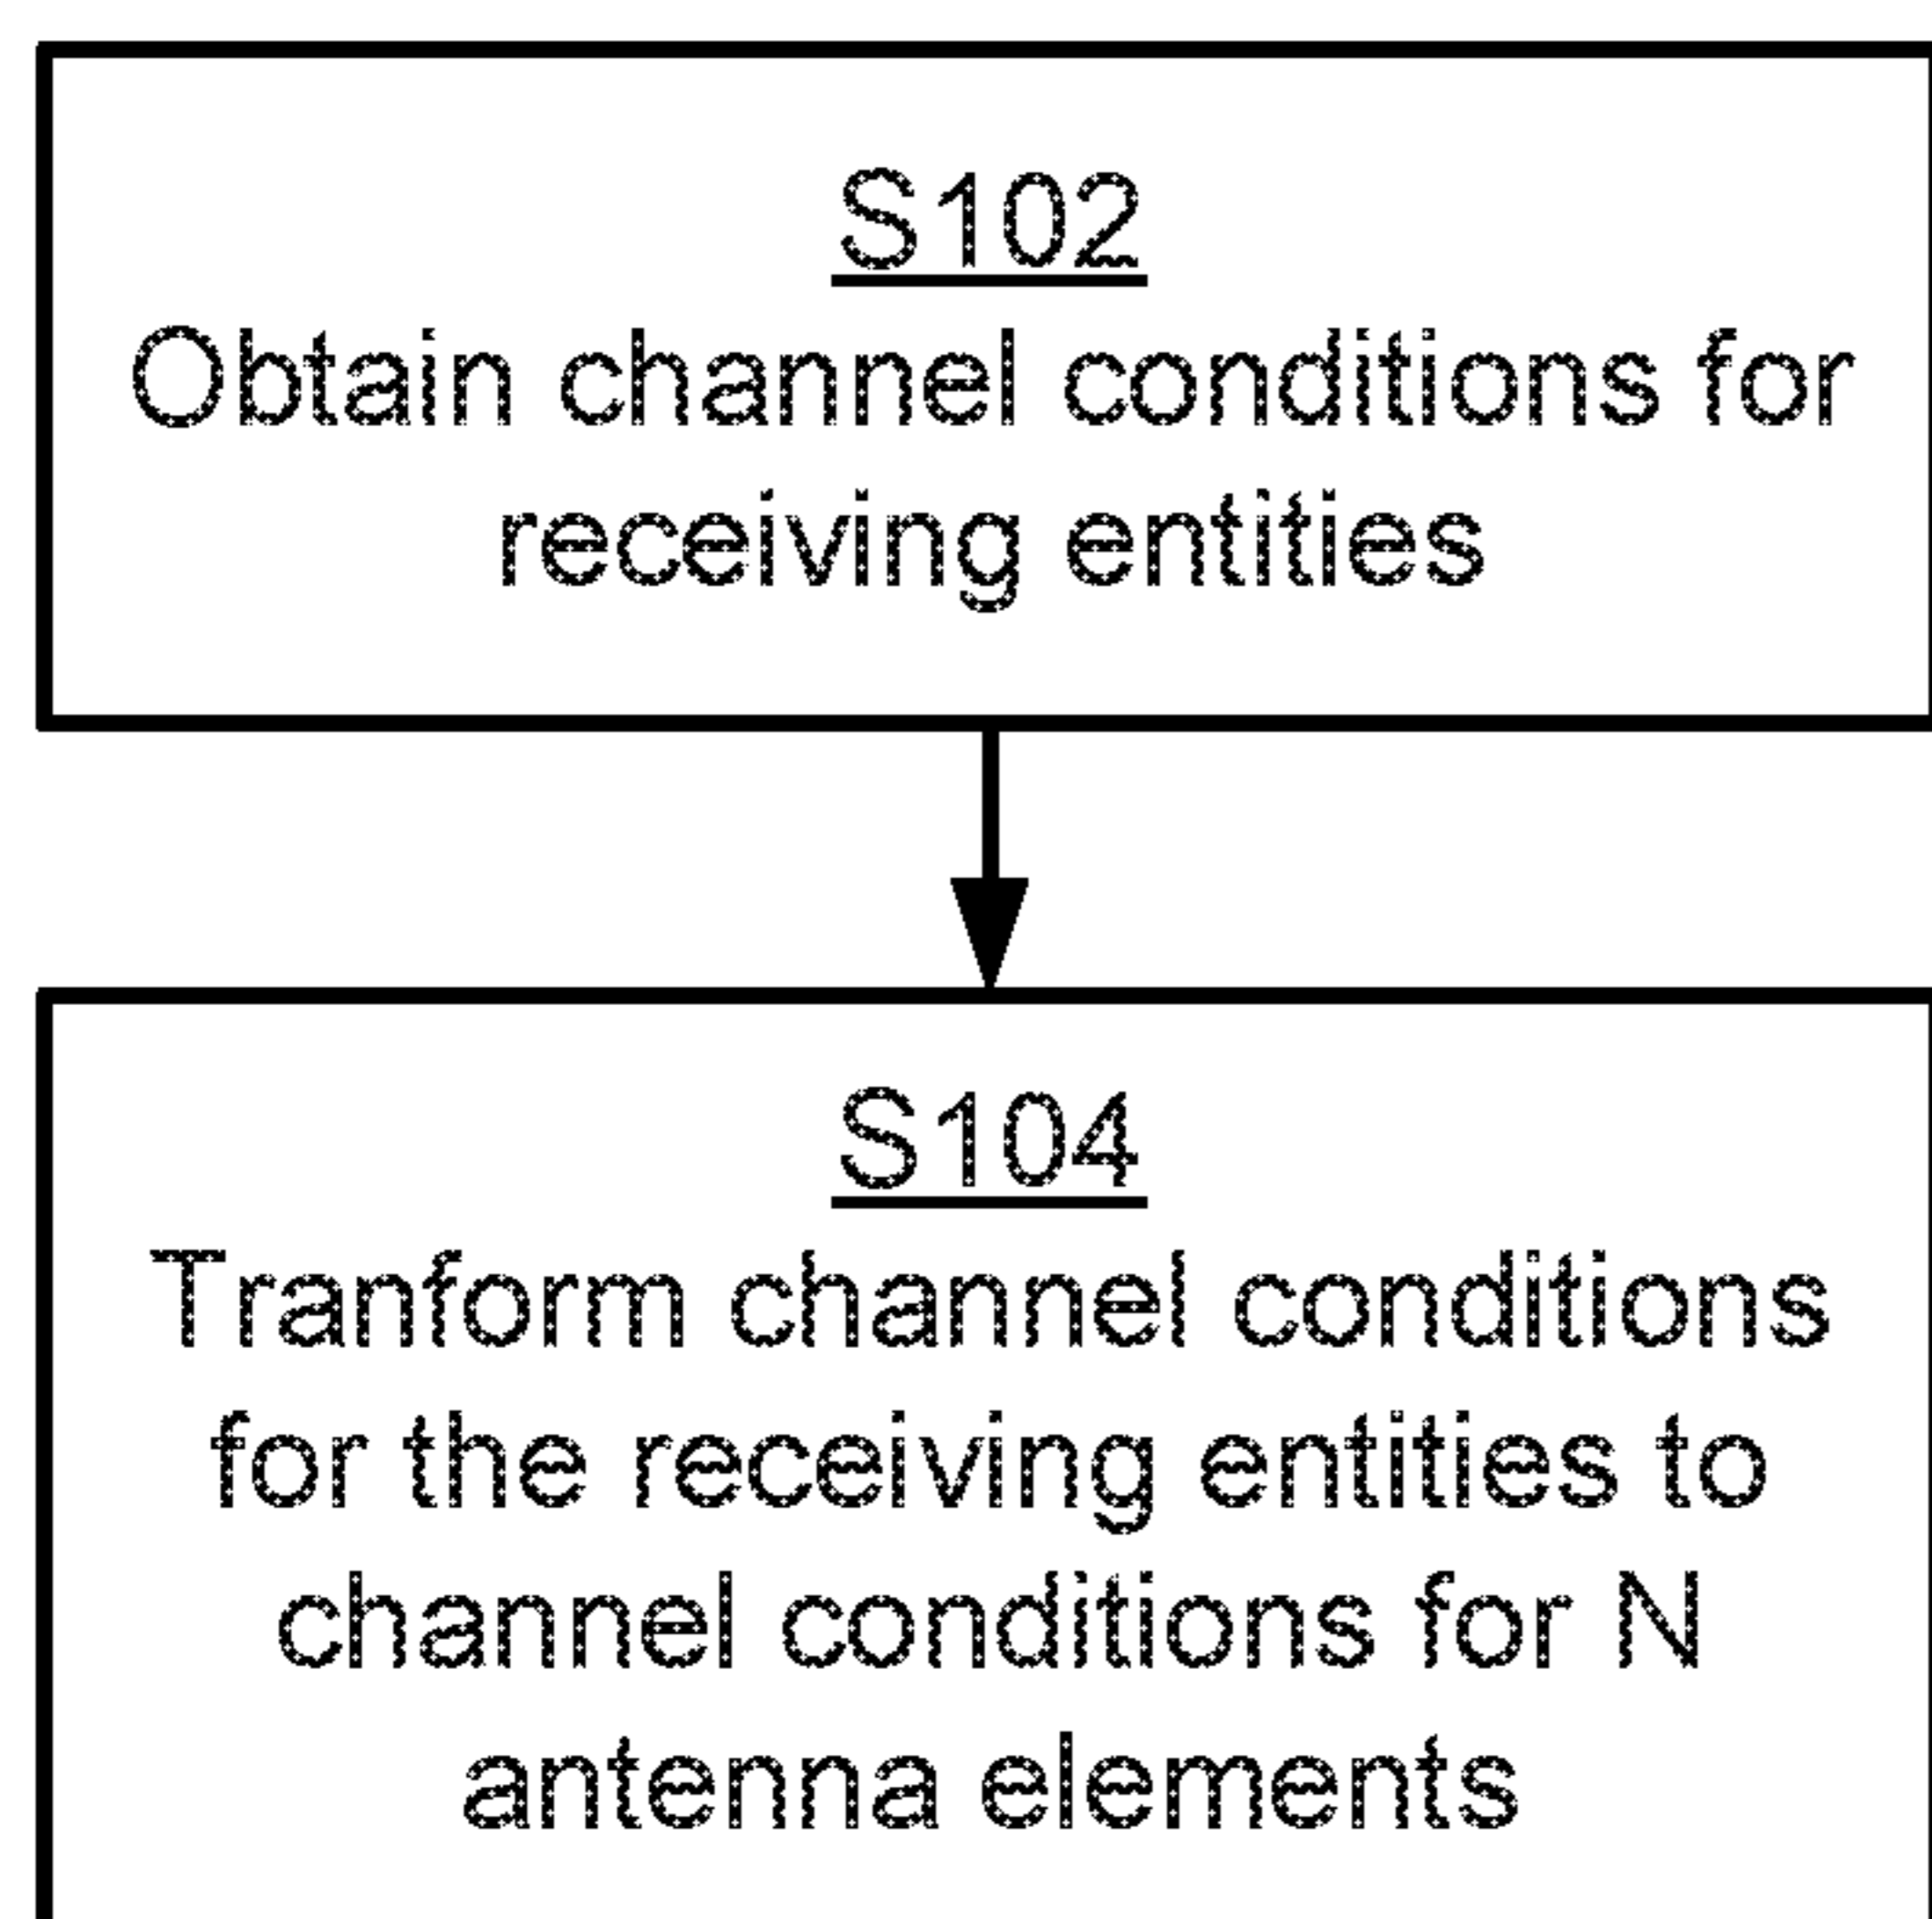 S102
Obtain channel conditions for
receiving entities
S104
Tranform channel conditions
for the receiving entities to
channel conditions for N
antenna elements